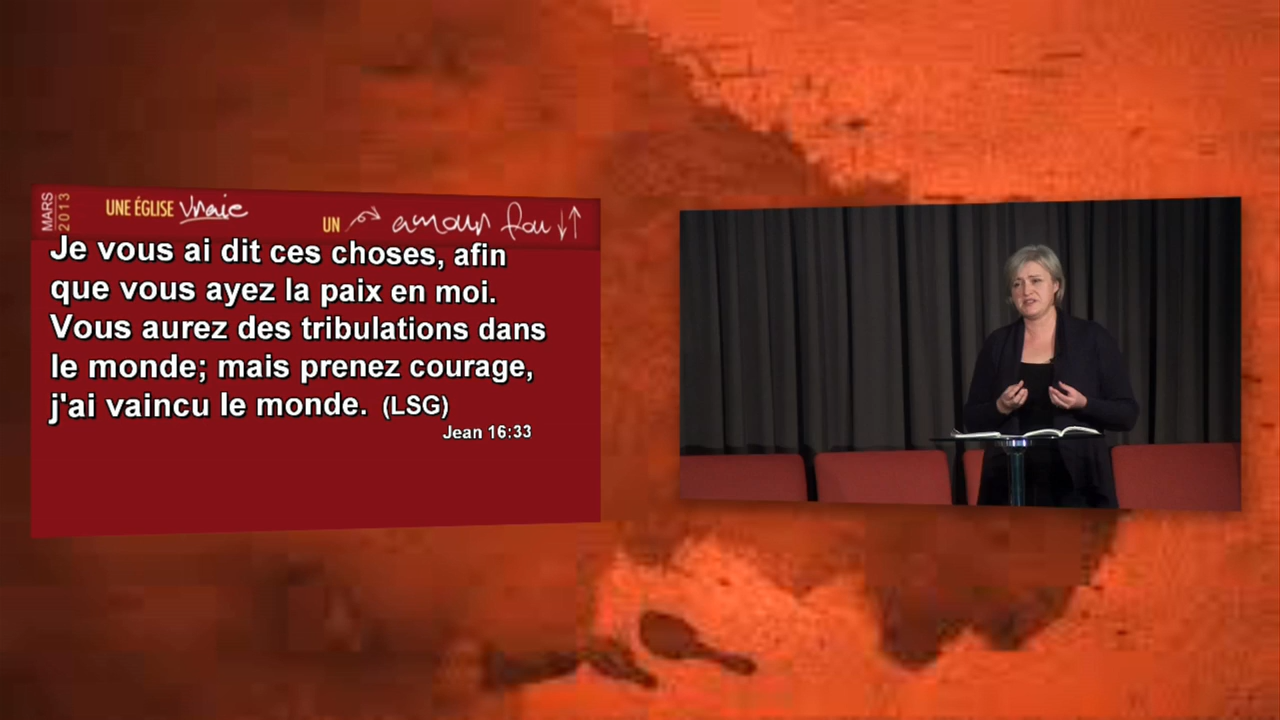 MARS
2013
UNE ÉGLISE vraie
UN amour fou
Je vous ai dit ces choses, afin
que vous ayez la paix en moi.
Vous aurez des tribulations dans
le monde; mais prenez courage,
j'ai vaincu le monde. (LSG)
Jean 16:33